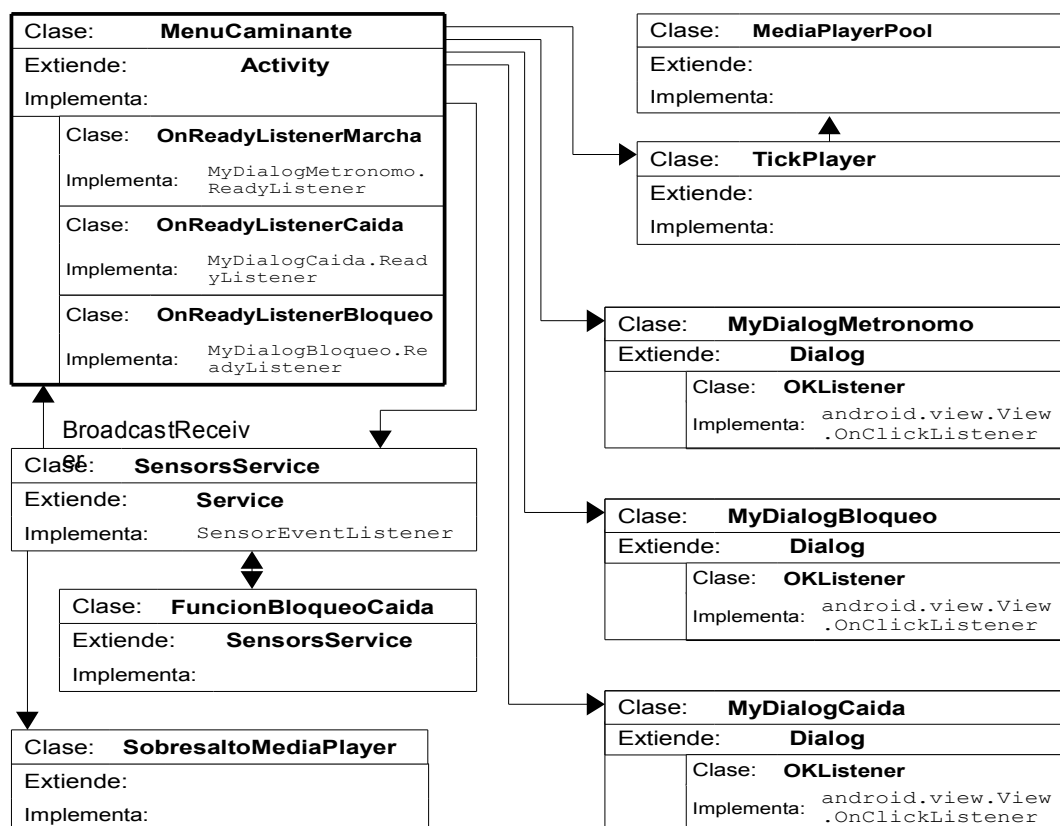 Clase: MenuCaminante
Extiende: Activity
Implementa:
Clase: OnReadyListenerMarcha
Implementa: MyDialogMetronomo.
ReadyListener
Clase: OnReadyListenerCaida
Implementa: MyDialogCaida.Read
yListener
Clase: OnReadyListenerBloqueo
Implementa: MyDialogBloqueo.Re
adyListener
BroadcastReceiv
er
Clase: SensorsService
Extiende: Service
Implementa: SensorEventListener
Clase: FuncionBloqueoCaida
Extiende: SensorsService
Implementa:
Clase: SobresaltoMediaPlayer
Extiende:
Implementa:
Clase: MediaPlayerPool
Extiende:
Implementa:
Clase: TickPlayer
Extiende:
Implementa:
Clase: MyDialogMetronomo
Extiende: Dialog
Clase: OKListener
Implementa: android.view.View
.OnClickListener
Clase: MyDialogBloqueo
Extiende: Dialog
Clase: OKListener
Implementa: android.view.View
.OnClickListener
Clase: MyDialogCaida
Extiende: Dialog
Clase: OKListener
Implementa: android.view.View
.OnClickListener